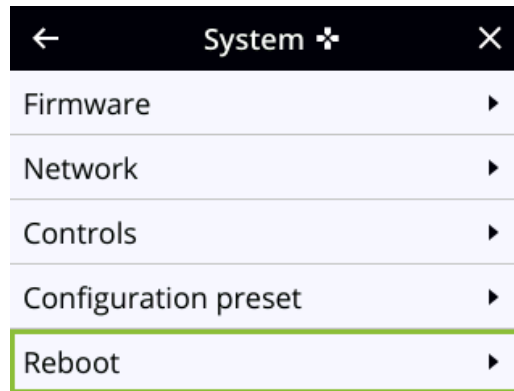 System
Firmware
Network
Controls
Configuration preset
Reboot